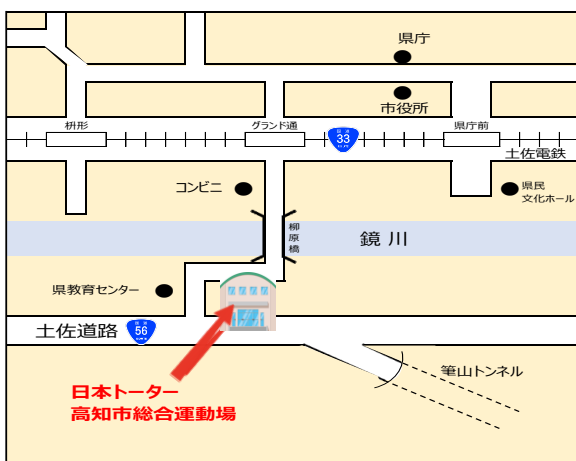 県庁
市役所
枡形
グランド通
33
県庁前
土佐電鉄
コンビニ
県民
文化ホール
柳原橋
鏡川
県教育センター
土佐道路
56
筆山トンネル
日本トーター
高知市総合運動場